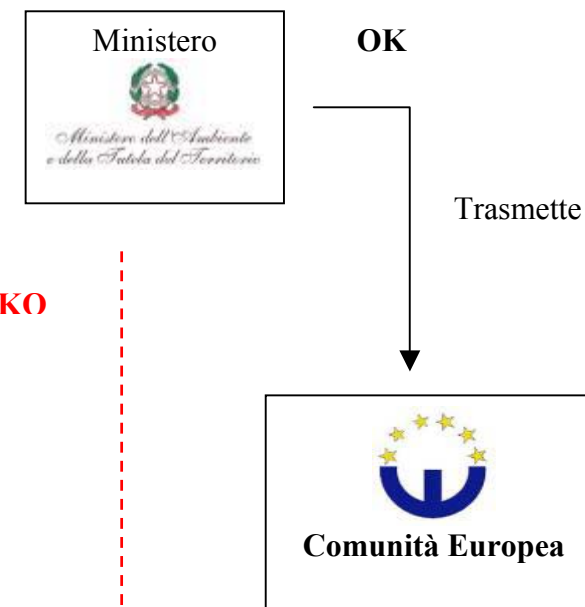 Ministero
OK
Ministero dell'Ambiente
e della Tutela del Territorio
Trasmette
KO
Comunità Europea